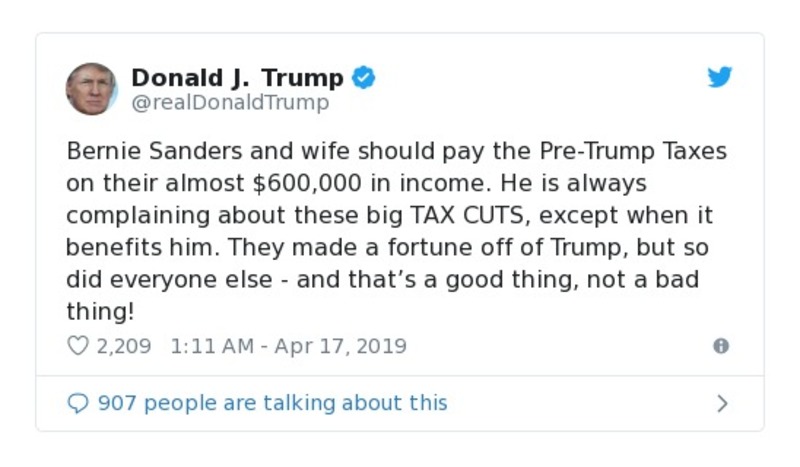 Donald J. Trump
@realDonaldTrump
Bernie Sanders and wife should pay the Pre-Trump Taxes
on their almost $600,000 in income. He is always
complaining about these big TAX CUTS, except when it
benefits him. They made a fortune off of Trump, but so
did everyone else - and that’s a good thing, not a bad
thing!
2,209 1:11 AM - Apr 17, 2019
907 people are talking about this